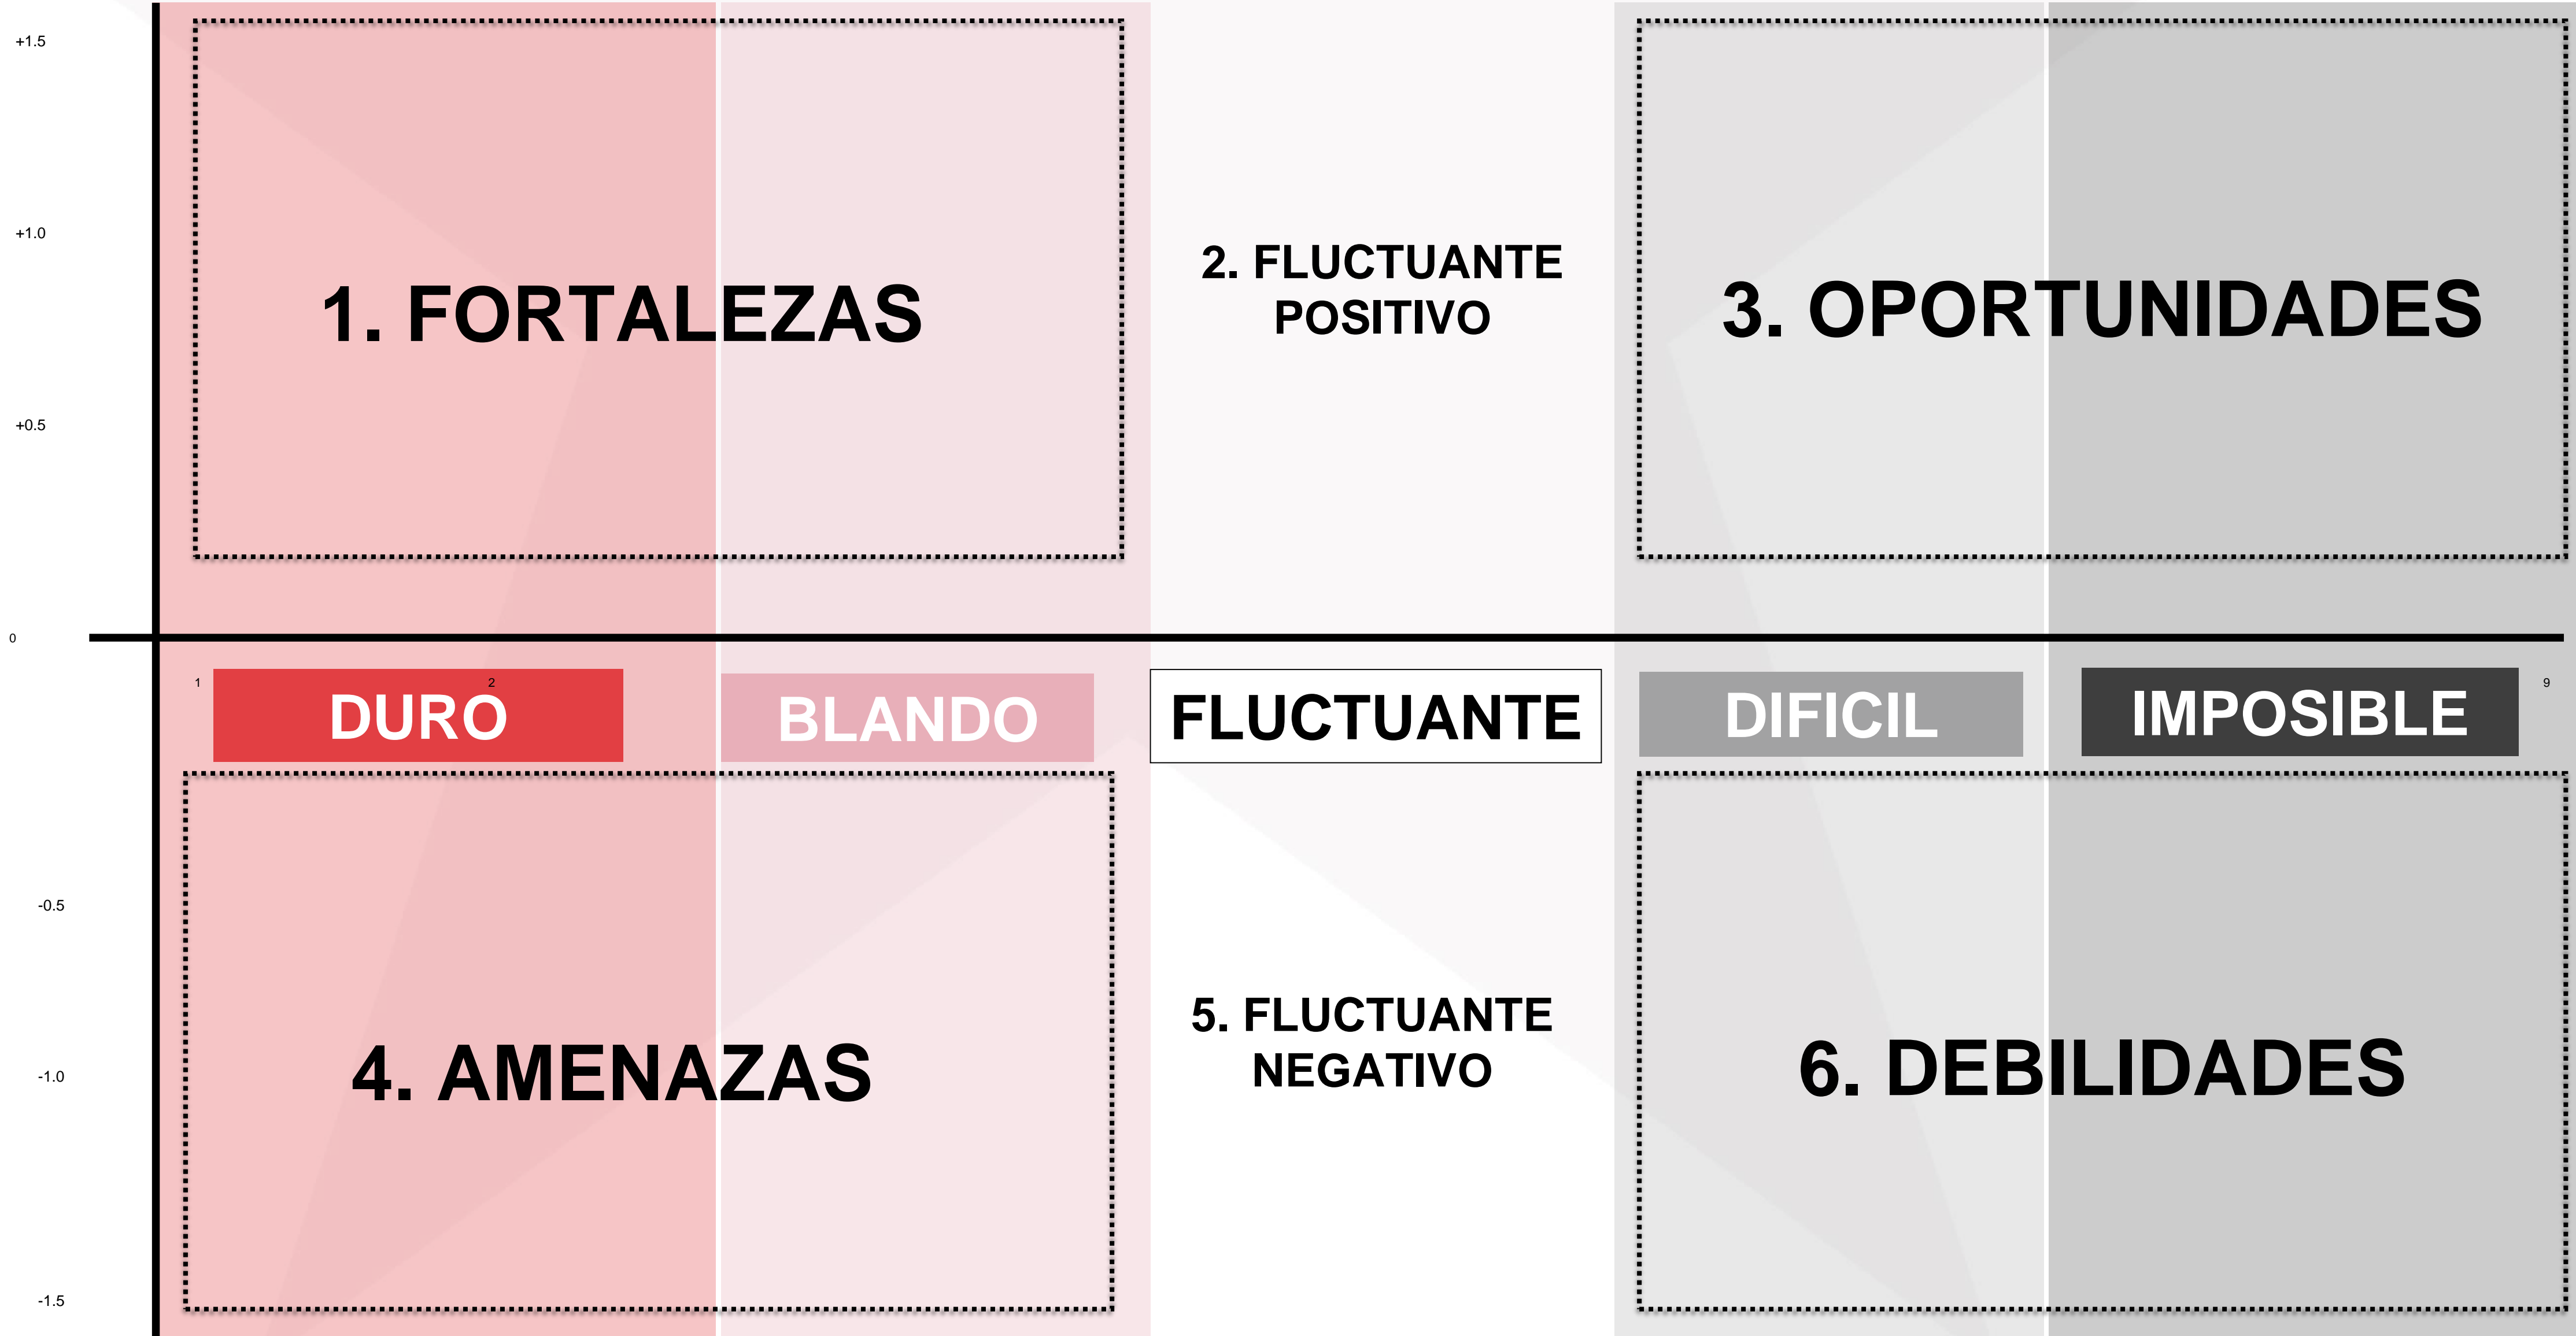 +1.5
+1.0
2. FLUCTUANTE
POSITIVO
1. FORTALEZAS
3. OPORTUNIDADES
+0.5
0
1
2
9
DURO
BLANDO
FLUCTUANTE
DIFICIL
IMPOSIBLE
-0.5
5. FLUCTUANTE
NEGATIVO
4. AMENAZAS
6. DEBILIDADES
-1.0
-1.5